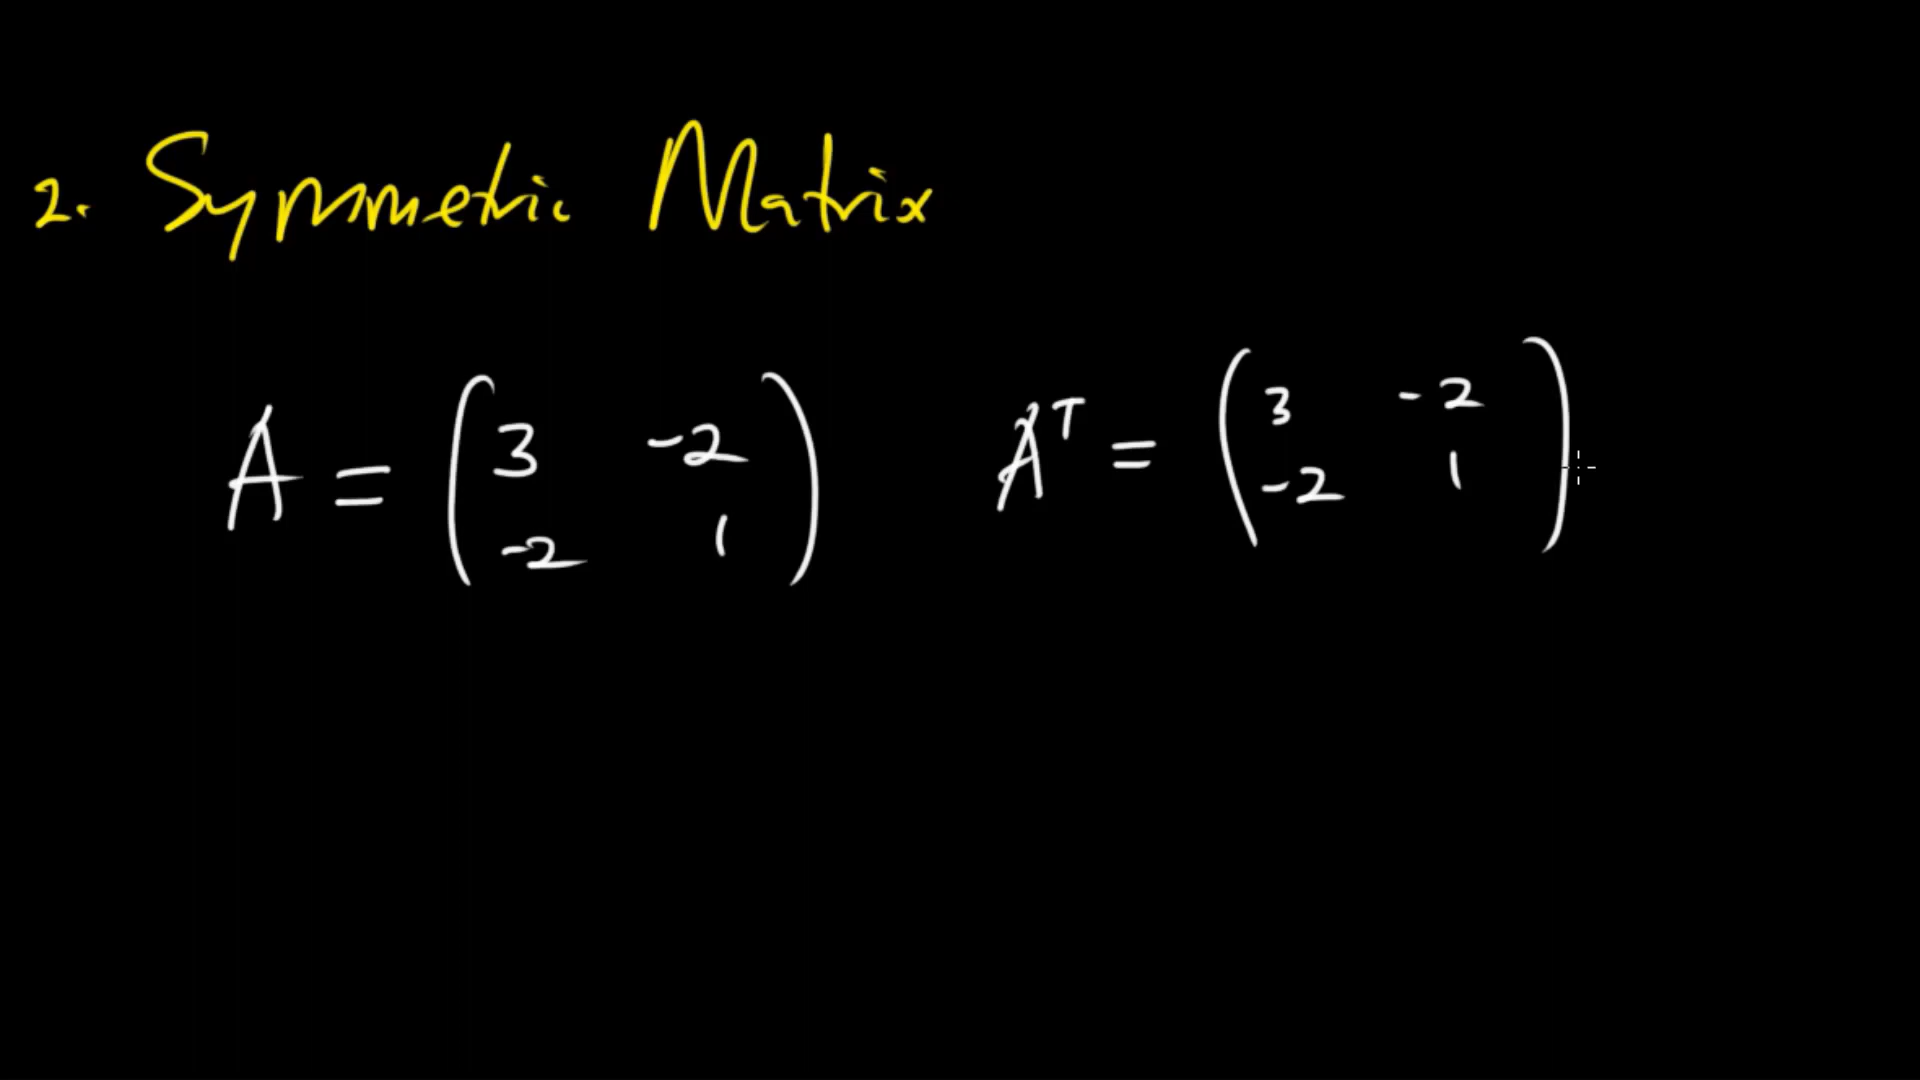 2. Symmetric Matrix
A = ( 3 -2 -2 1 ) A^T = ( 3 -2 -2 1 )